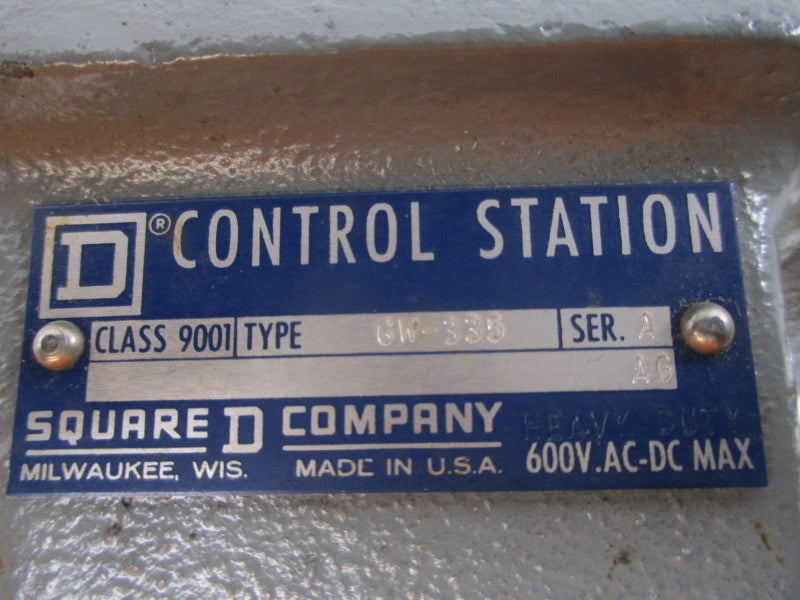 D® CONTROL STATION
CLASS 9001 TYPE GW-335 SER. A
AG
SQUARE D COMPANY HEAVY DUTY
MILWAUKEE, WIS. MADE IN U.S.A. 600V.AC-DC MAX